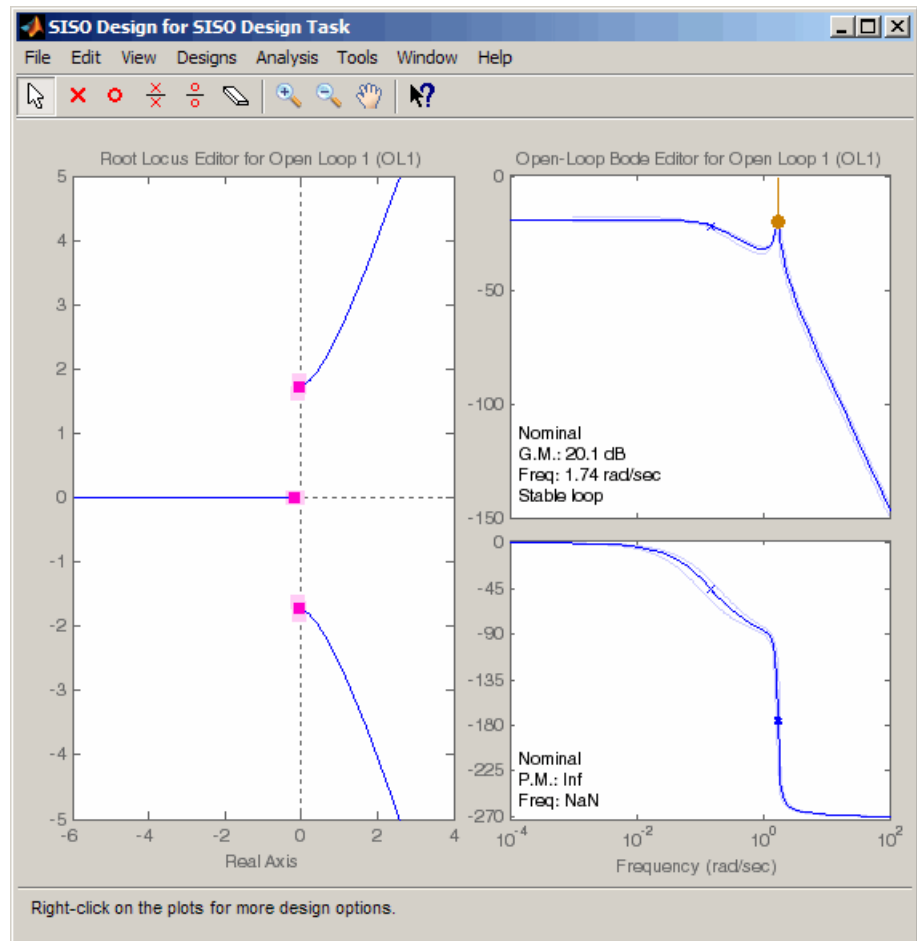 SISO Design for SISO Design Task
File Edit View Designs Analysis Tools Window Help
Root Locus Editor for Open Loop 1 (OL1)
5
4
3
2
1
0
-1
-2
-3
-4
-5
-6 -4 -2 0 2 4
Real Axis
Open-Loop Bode Editor for Open Loop 1 (OL1)
0
-50
-100
-150
Nominal
G.M.: 20.1 dB
Freq: 1.74 rad/sec
Stable loop
0
-45
-90
-135
-180
-225
-270
Nominal
P.M.: Inf
Freq: NaN
10^-4 10^-2 10^0 10^2
Frequency (rad/sec)
Right-click on the plots for more design options.